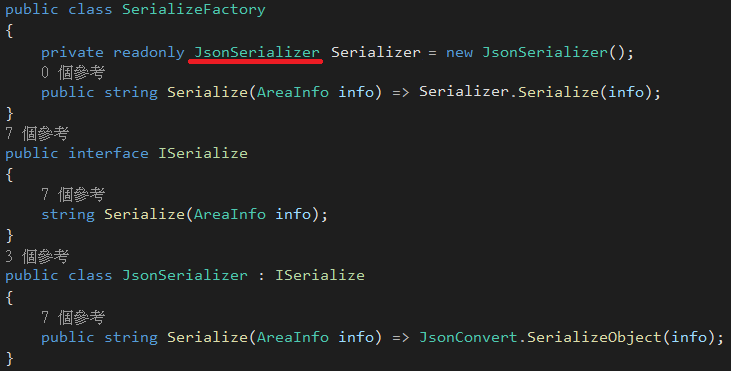 public class SerializeFactory
{
    private readonly JsonSerializer Serializer = new JsonSerializer();
    0 個參考
    public string Serialize(AreaInfo info) => Serializer.Serialize(info);
}
7 個參考
public interface ISerialize
{
    7 個參考
    string Serialize(AreaInfo info);
}
3 個參考
public class JsonSerializer : ISerialize
{
    7 個參考
    public string Serialize(AreaInfo info) => JsonConvert.SerializeObject(info);
}